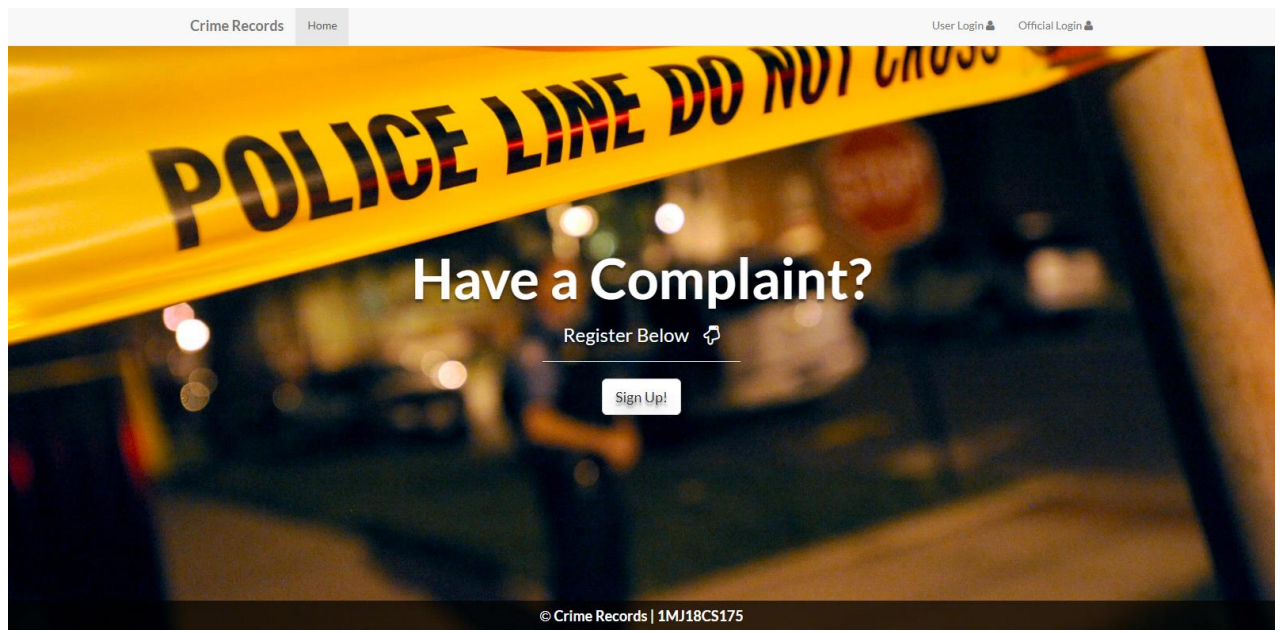 Crime Records Home User Login Official Login
POLICE LINE DO NOT CROSS
STOP
Have a Complaint?
Register Below
Sign Up!
© Crime Records | 1MJ18CS175